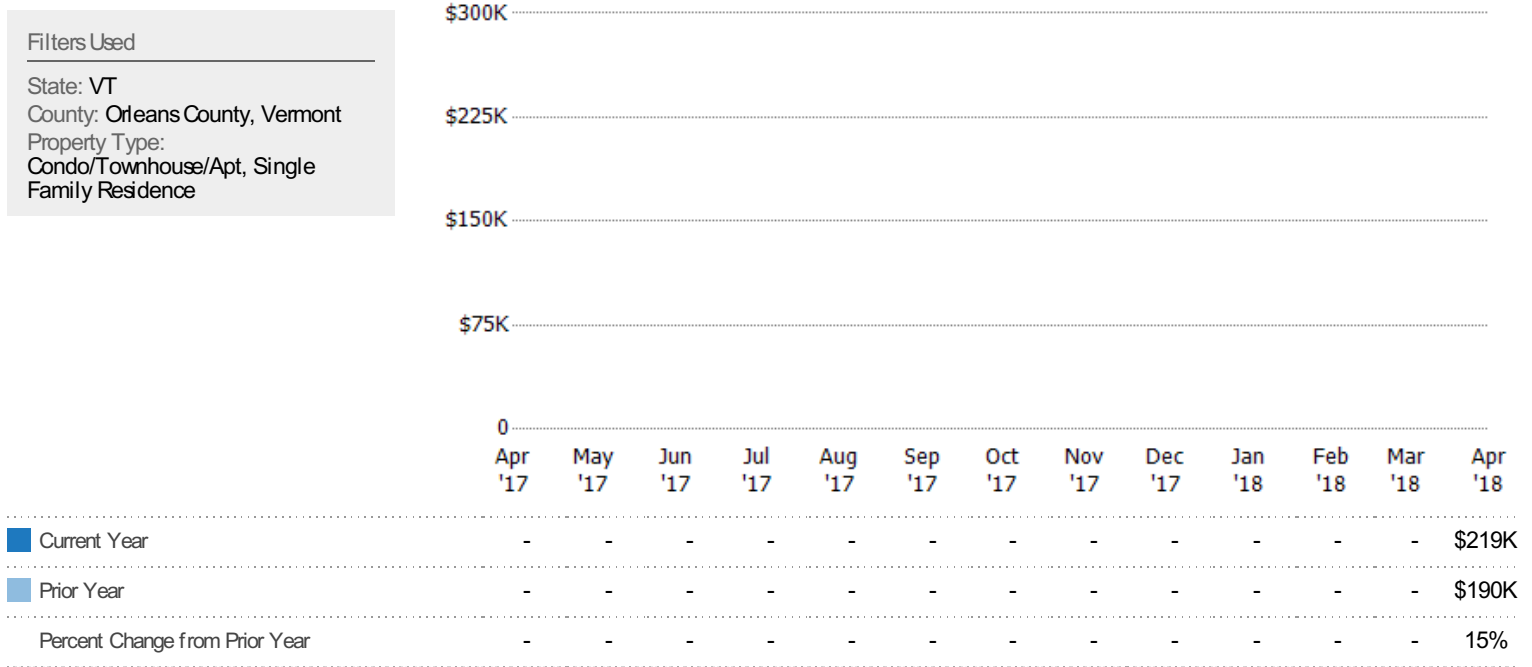 Filters Used
State: VT
County: Orleans County, Vermont
Property Type:
Condo/Townhouse/Apt, Single
Family Residence
$300K
$225K
$150K
$75K
0
Apr May Jun Jul Aug Sep Oct Nov Dec Jan Feb Mar Apr
'17 '17 '17 '17 '17 '17 '17 '17 '17 '18 '18 '18 '18
Current Year - - - - - - - - - - - - $219K
Prior Year - - - - - - - - - - - - $190K
Percent Change from Prior Year - - - - - - - - - - - - 15%